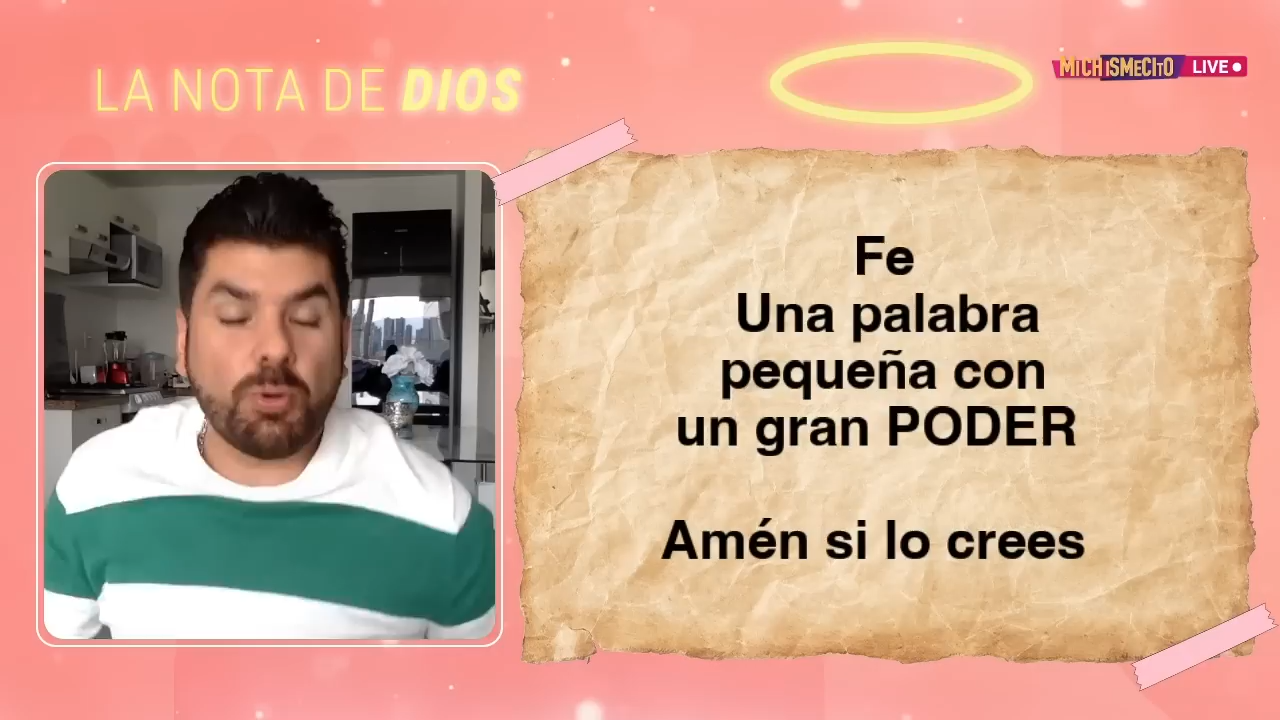 LA NOTA DE DIOS
MICHISMECITO LIVE
Fe
Una palabra
pequeña con
un gran PODER
Amén si lo crees